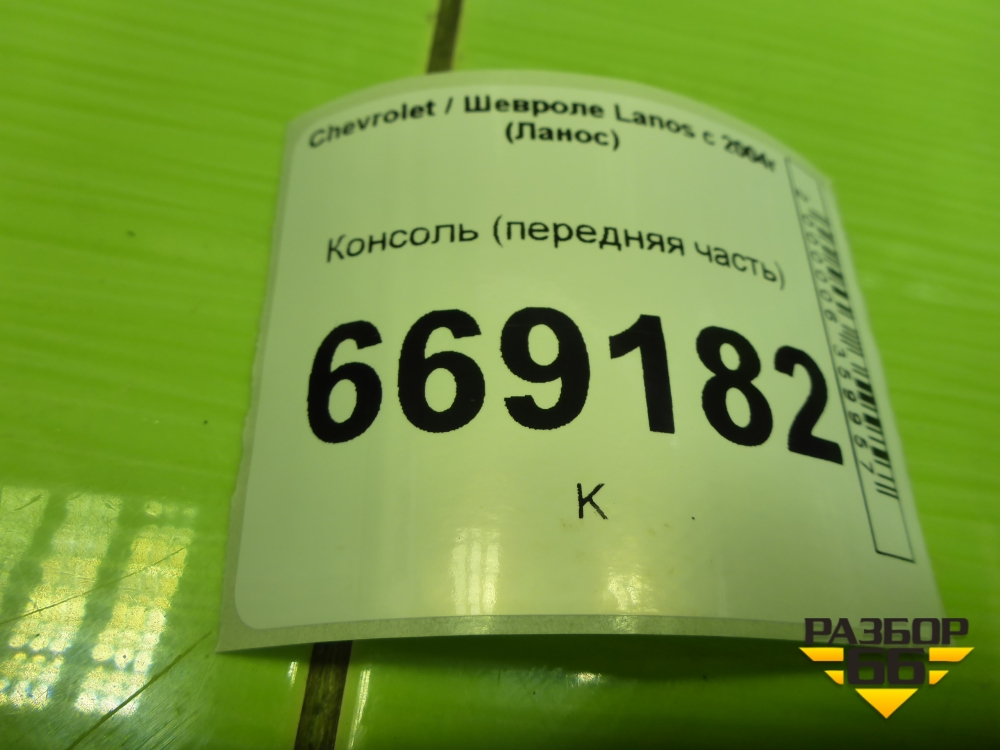 Chevrolet / Шевроле Lanos с 2004г
(Ланос)
Консоль (передняя часть)
669182
К
РАЗБОР
66